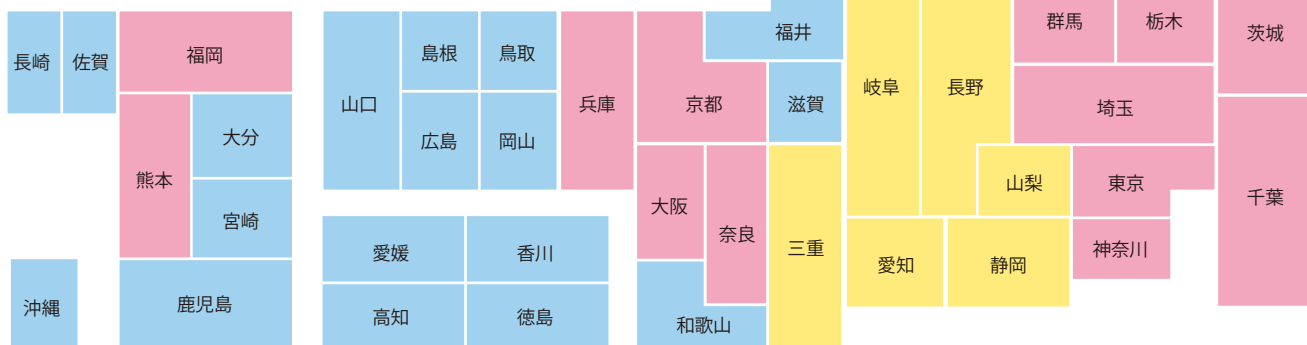 長崎
佐賀
福岡
熊本
大分
宮崎
鹿児島
沖縄
山口
島根
鳥取
広島
岡山
愛媛
香川
高知
徳島
兵庫
京都
福井
滋賀
大阪
奈良
和歌山
三重
岐阜
長野
山梨
愛知
静岡
群馬
栃木
茨城
埼玉
東京
神奈川
千葉